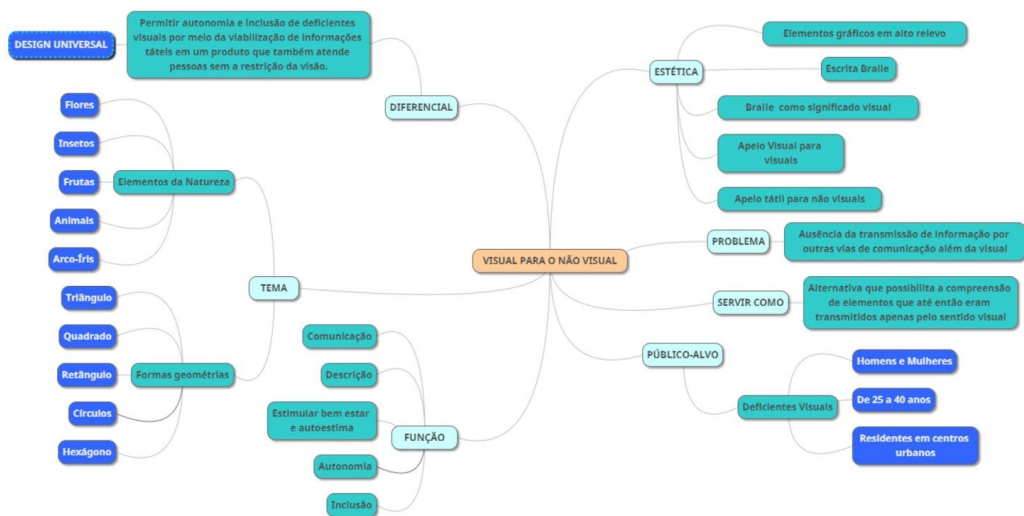 DESIGN UNIVERSAL
Permitir autonomia e inclusão de deficientes
visuais por meio da viabilização de informações
táteis em um produto que também atende
pessoas sem a restrição da visão.
DIFERENCIAL
Flores
Insetos
Frutas
Animais
Arco-Íris
Elementos da Natureza
Triângulo
Quadrado
Retângulo
Círculos
Hexágono
Formas geométrias
TEMA
Comunicação
Descrição
Estimular bem estar
e autoestima
Autonomia
Inclusão
FUNÇÃO
VISUAL PARA O NÃO VISUAL
ESTÉTICA
Elementos gráficos em alto relevo
Escrita Braile
Braile como significado visual
Apelo Visual para
visuais
Apelo tátil para não visuais
PROBLEMA
Ausência da transmissão de informação por
outras vias de comunicação além da visual
SERVIR COMO
Alternativa que possibilita a compreensão
de elementos que até então eram
transmitidos apenas pelo sentido visual
PÚBLICO-ALVO
Deficientes Visuais
Homens e Mulheres
De 25 a 40 anos
Residentes em centros
urbanos